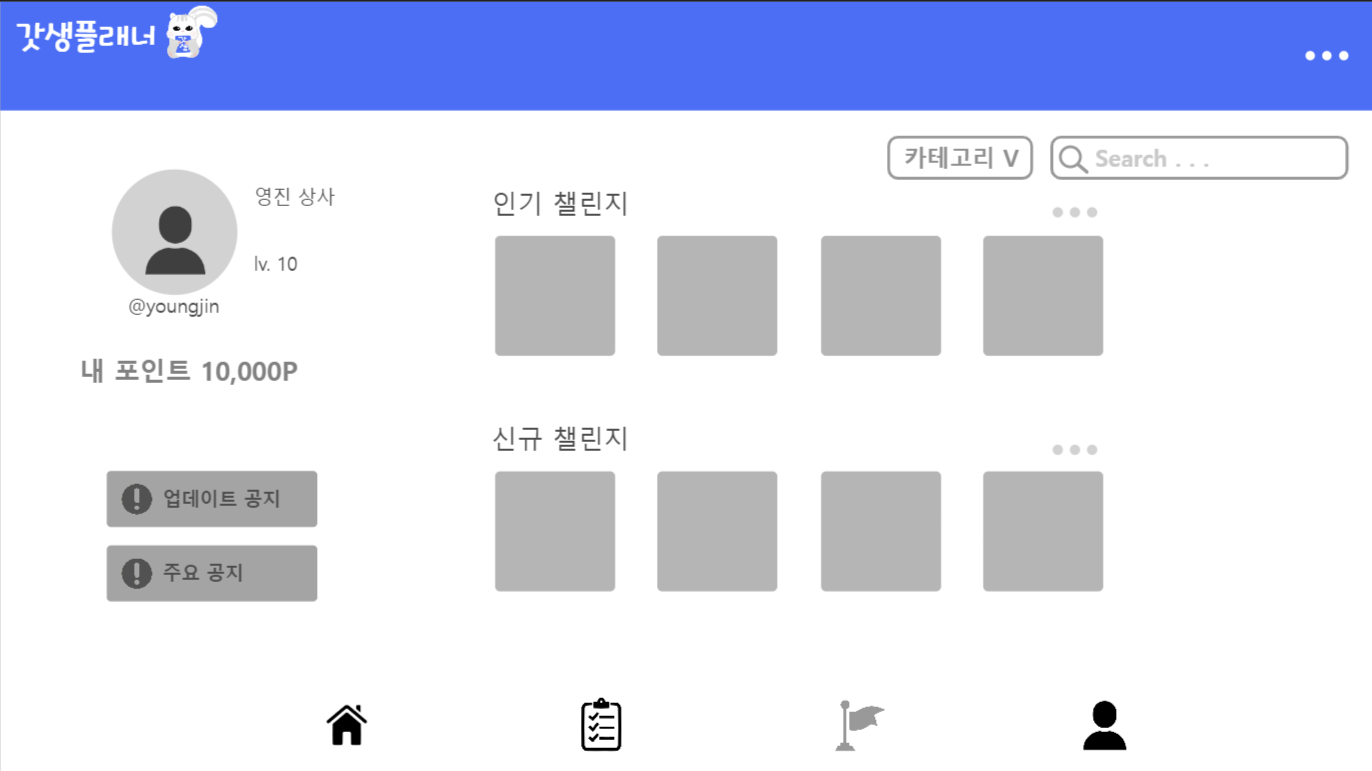 갓생플래너
카테고리 V
Search . . .
영진 상사
lv. 10
@youngjin
내 포인트 10,000P
업데이트 공지
주요 공지
인기 챌린지
신규 챌린지